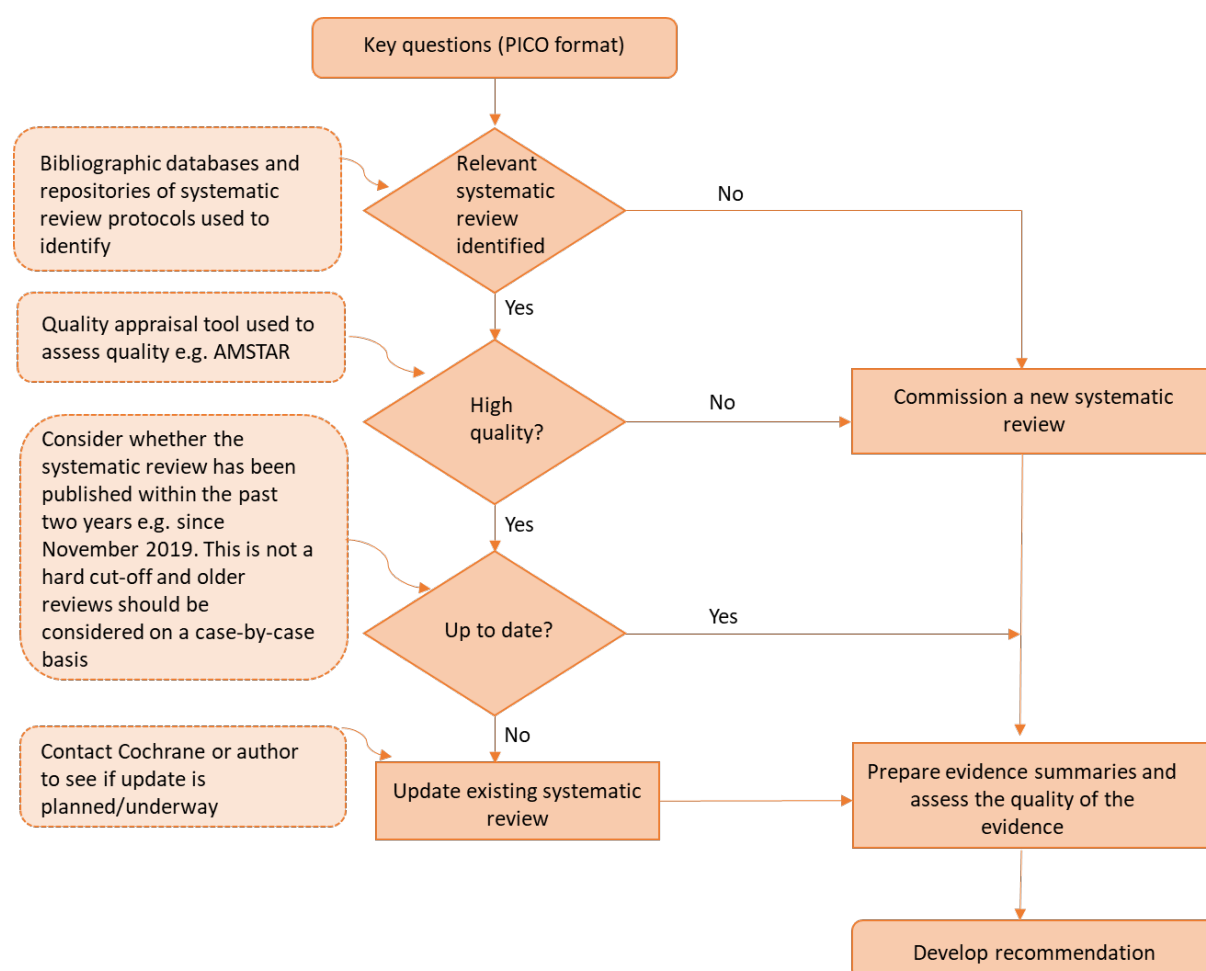 Key questions (PICO format)
Bibliographic databases and
repositories of systematic
review protocols used to
identify
Relevant
systematic
review
identified
No
Yes
Quality appraisal tool used to
assess quality e.g. AMSTAR
High
quality?
No
Commission a new systematic
review
Yes
Consider whether the
systematic review has been
published within the past
two years e.g. since
November 2019. This is not a
hard cut-off and older
reviews should be
considered on a case-by-case
basis
Up to date?
Yes
No
Contact Cochrane or author
to see if update is
planned/underway
Update existing systematic
review
Prepare evidence summaries and
assess the quality of the
evidence
Develop recommendation